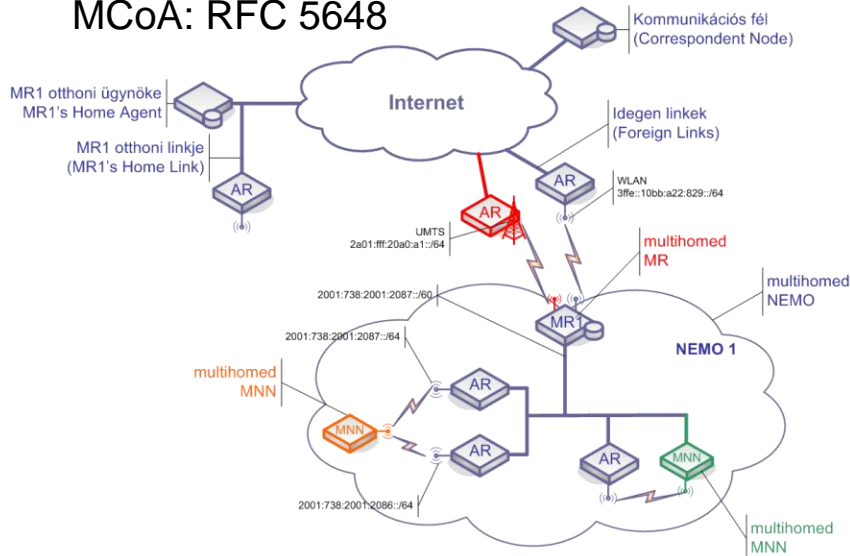 MCoA: RFC 5648
Kommunikációs fél
(Correspondent Node)
MR1 otthoni ügynöke
MR1's Home Agent
Internet
Idegen linkek
(Foreign Links)
MR1 otthoni linkje
(MR1's Home Link)
AR
AR
WLAN
3ffe::10bb:a22:829::/64
AR
UMTS
2a01:fff:20a0:a1::/64
multihomed
MR
multihomed
NEMO
2001:738:2001:2087::/60
MR1
2001:738:2001:2087::/64
NEMO 1
multihomed
MNN
AR
MNN
AR
AR
MNN
2001:738:2001:2086::/64
multihomed
MNN